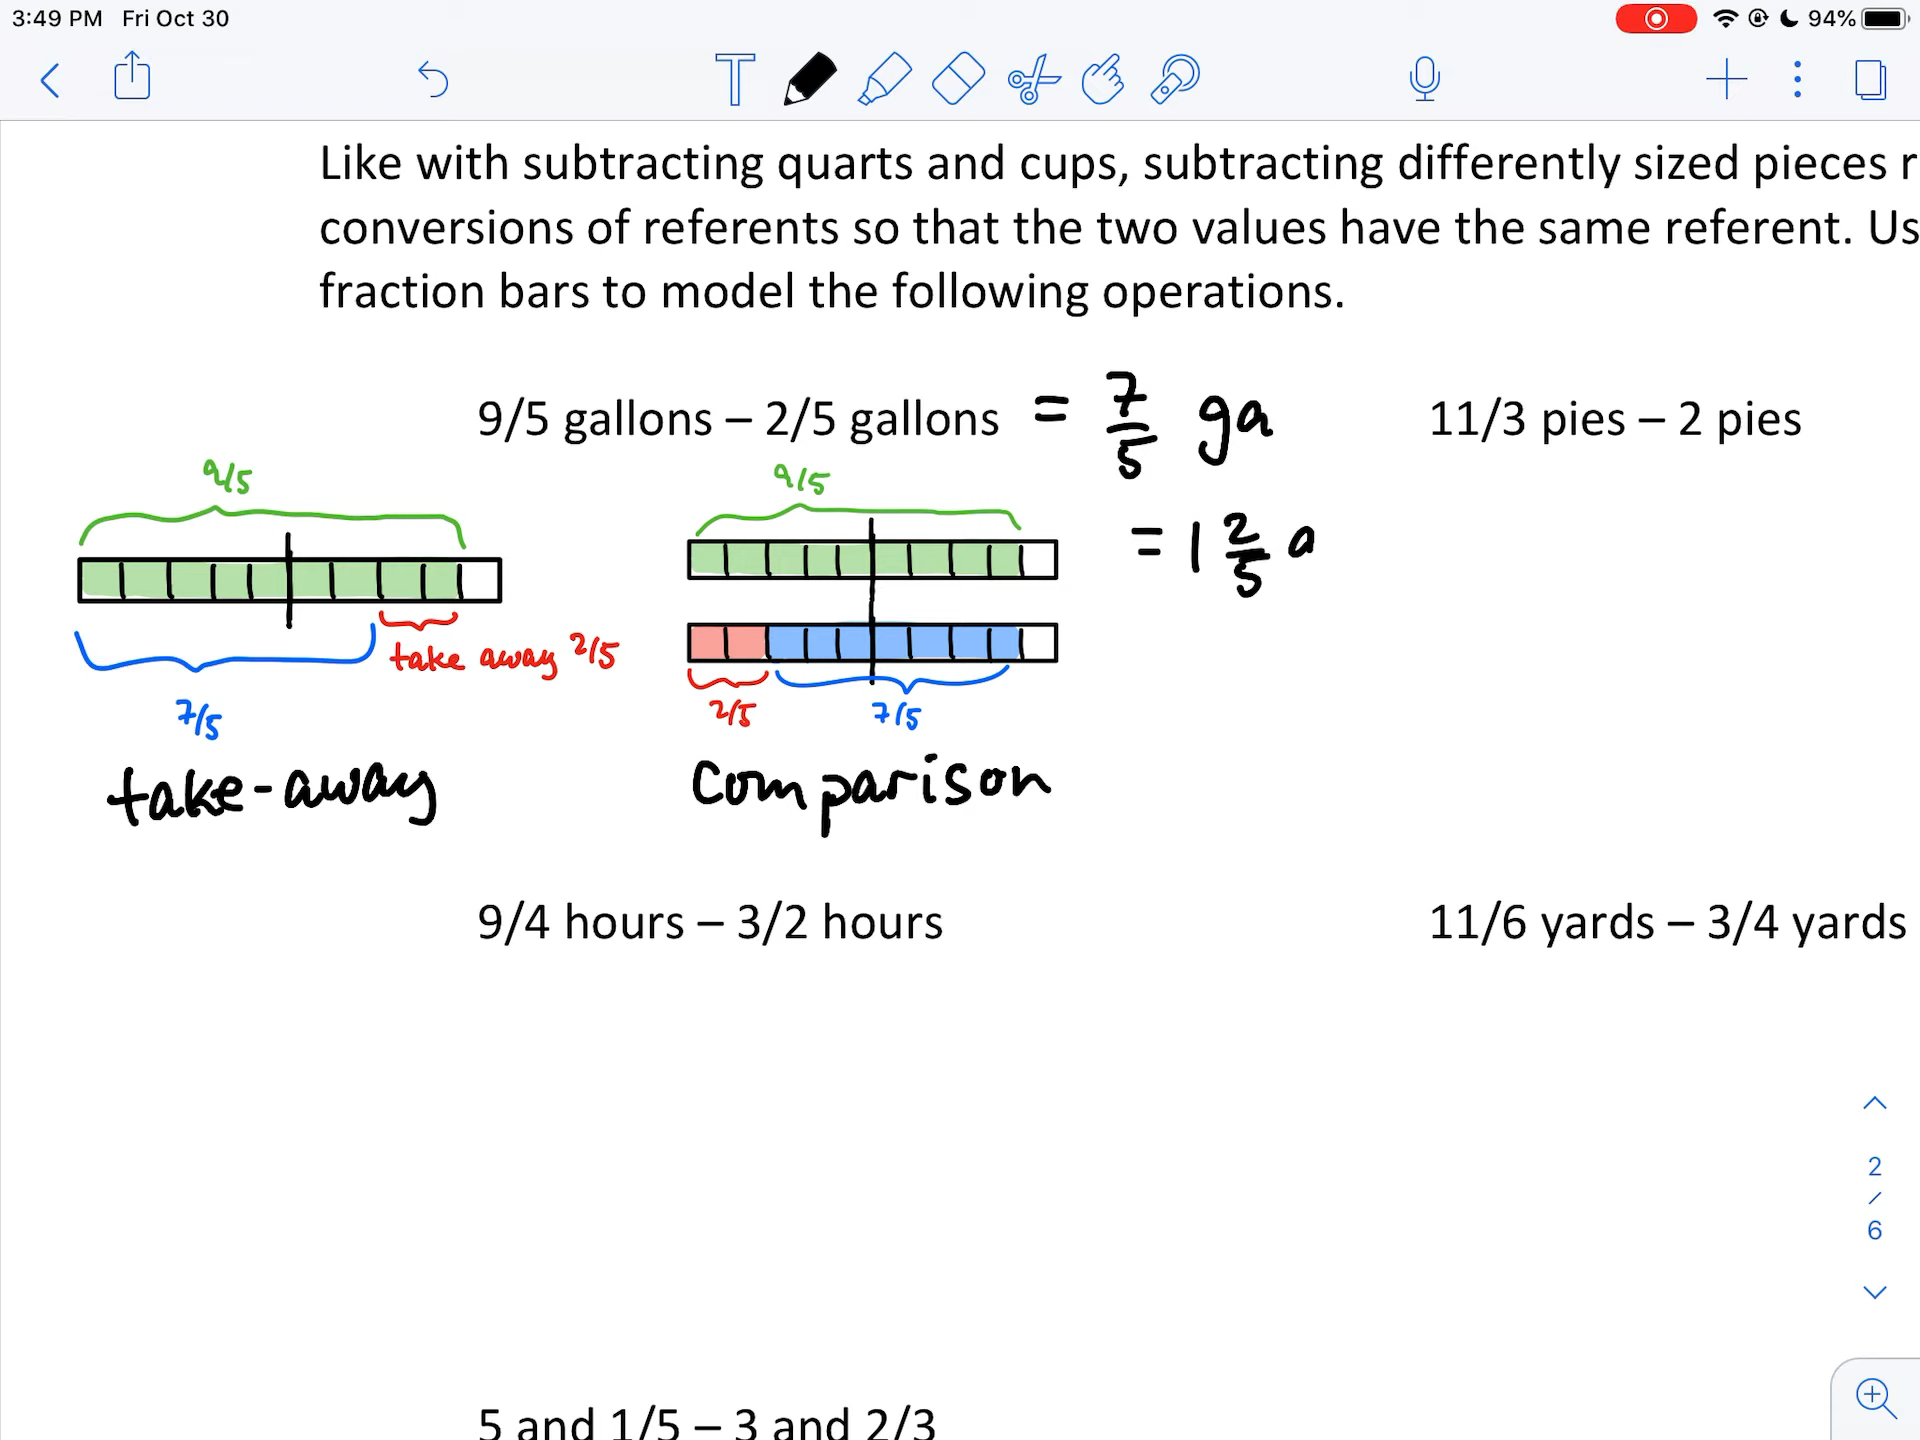 3:49 PM Fri Oct 30 94%
T
Like with subtracting quarts and cups, subtracting differently sized pieces r
conversions of referents so that the two values have the same referent. Us
fraction bars to model the following operations.
9/5 gallons – 2/5 gallons = 7/5 ga
11/3 pies – 2 pies
9/5
9/5
= 1 2/5
take away 2/5
7/5
2/5
7/5
take-away
comparison
9/4 hours – 3/2 hours
11/6 yards – 3/4 yards
2
/
6
5 and 1/5 – 3 and 2/3